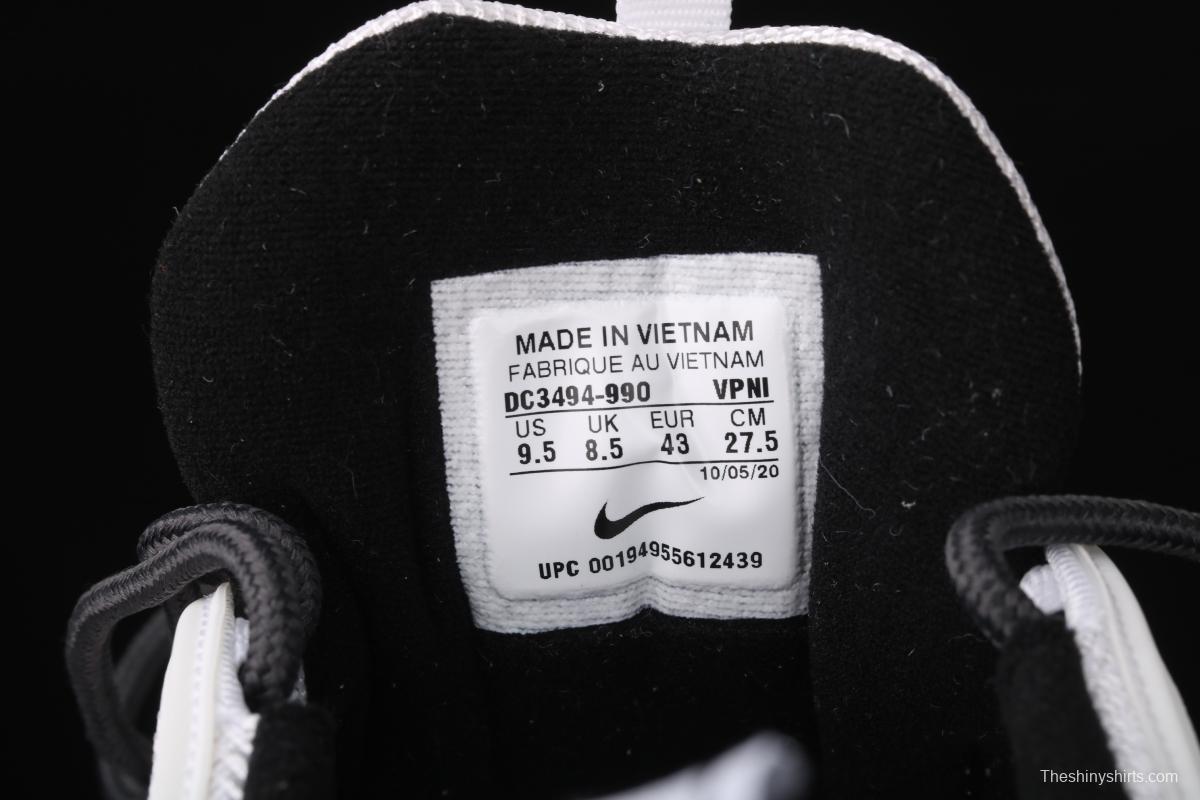 MADE IN VIETNAM
FABRIQUE AU VIETNAM
DC3494-990 VPNI
US UK EUR CM
9.5 8.5 43 27.5
10/05/20
UPC 00194955612439
Theshinyshirts.com